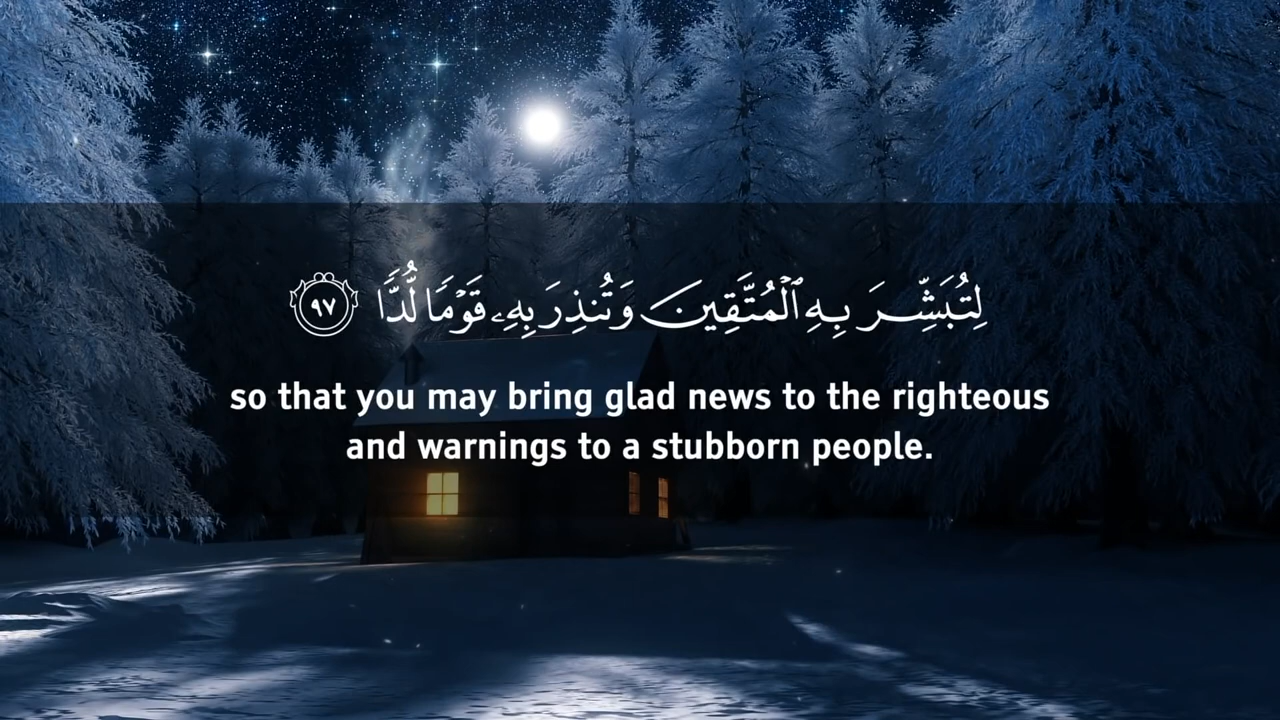 لِتُبَشِّرَ بِهِ ٱلْمُتَّقِينَ وَتُنذِرَ بِهِۦ قَوْمًا لُّدًّا ٩٧
so that you may bring glad news to the righteous
and warnings to a stubborn people.